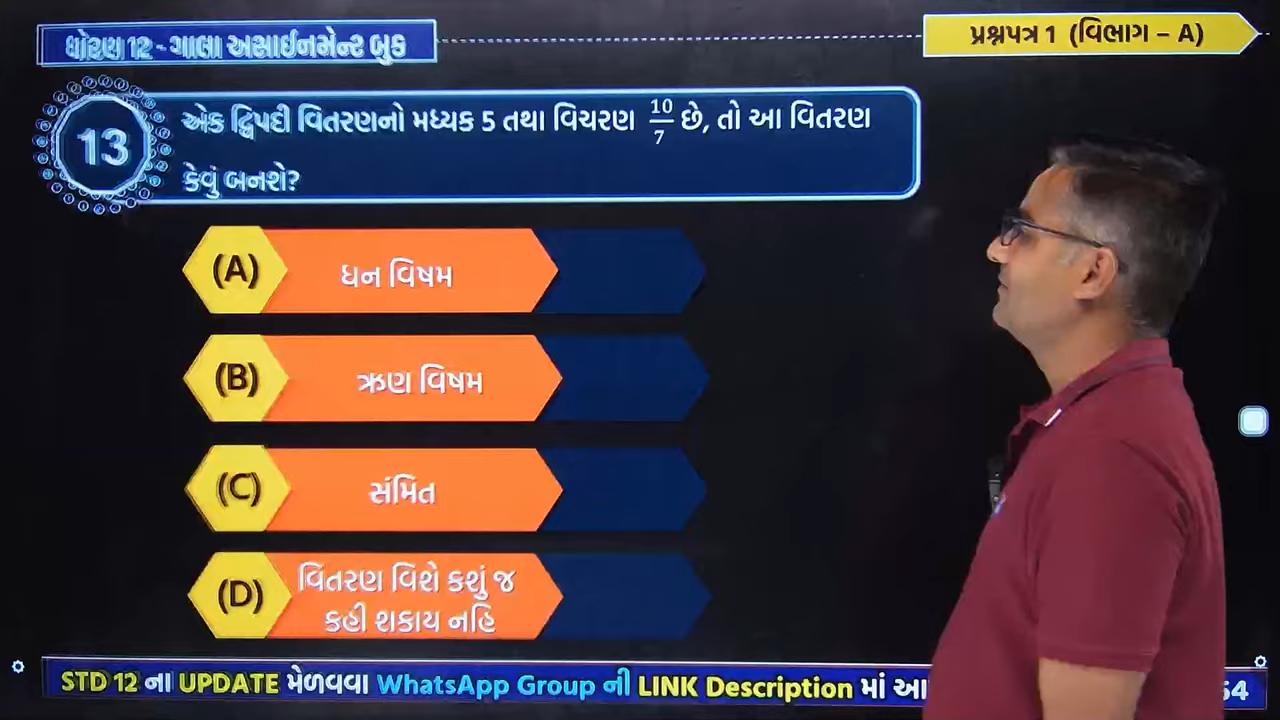 ધોરણ 12 - ગાલા અસાઈનમેન્ટ બુક
પ્રશ્નપત્ર 1 (વિભાગ – A)
13
એક દ્વિપદી વિતરણનો મધ્યક 5 તથા વિચરણ 10/7 છે, તો આ વિતરણ
કેવું બનશે?
(A) ધન વિષમ
(B) ઋણ વિષમ
(C) સંમિત
(D) વિતરણ વિશે કશું જ
કહી શકાય નહિ
STD 12 ના UPDATE મેળવવા WhatsApp Group ની LINK Description માં આ